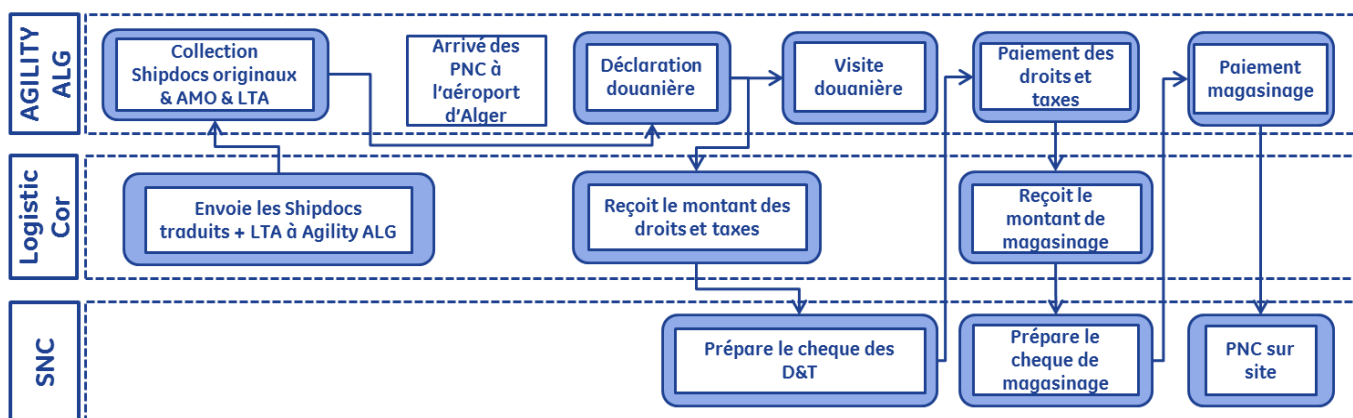 AGILITY
ALG
Collection
Shipdocs originaux
& AMO & LTA
Arrivé des
PNC à
l'aéroport
d'Alger
Déclaration
douanière
Visite
douanière
Paiement des
droits et
taxes
Paiement
magasinage
Logistic
Cor
Envoie les Shipdocs
traduits + LTA à Agility ALG
Reçoit le montant des
droits et taxes
Reçoit le
montant de
magasinage
SNC
Prépare le cheque des
D&T
Prépare le
cheque de
magasinage
PNC sur
site